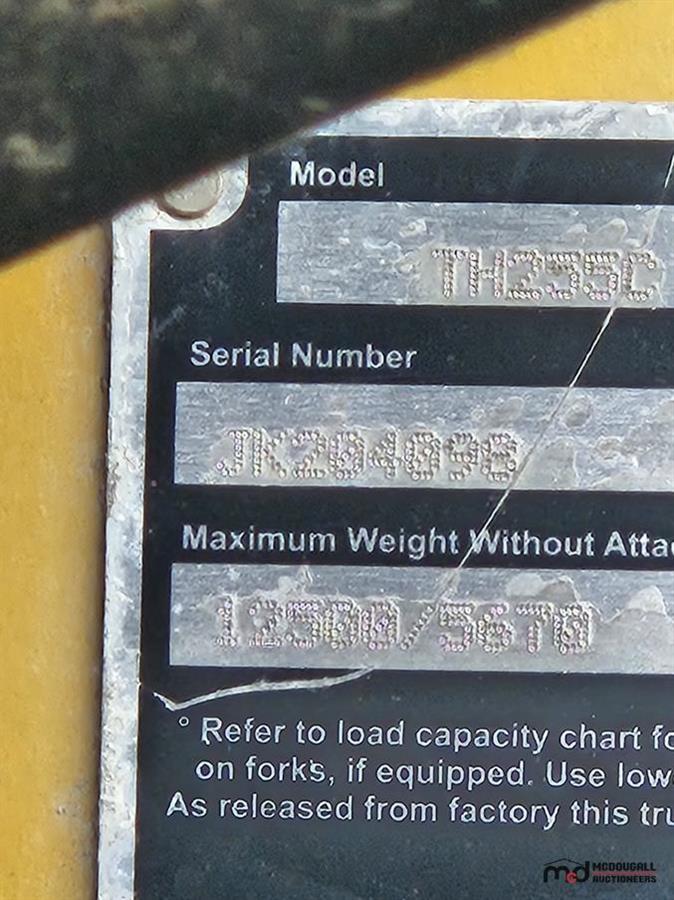 Model
TH255C
Serial Number
JK204098
Maximum Weight Without Atta
12500/5670
° Refer to load capacity chart fo
on forks, if equipped. Use low
As released from factory this tru
mcd MCDOUGALL
AUCTIONEERS